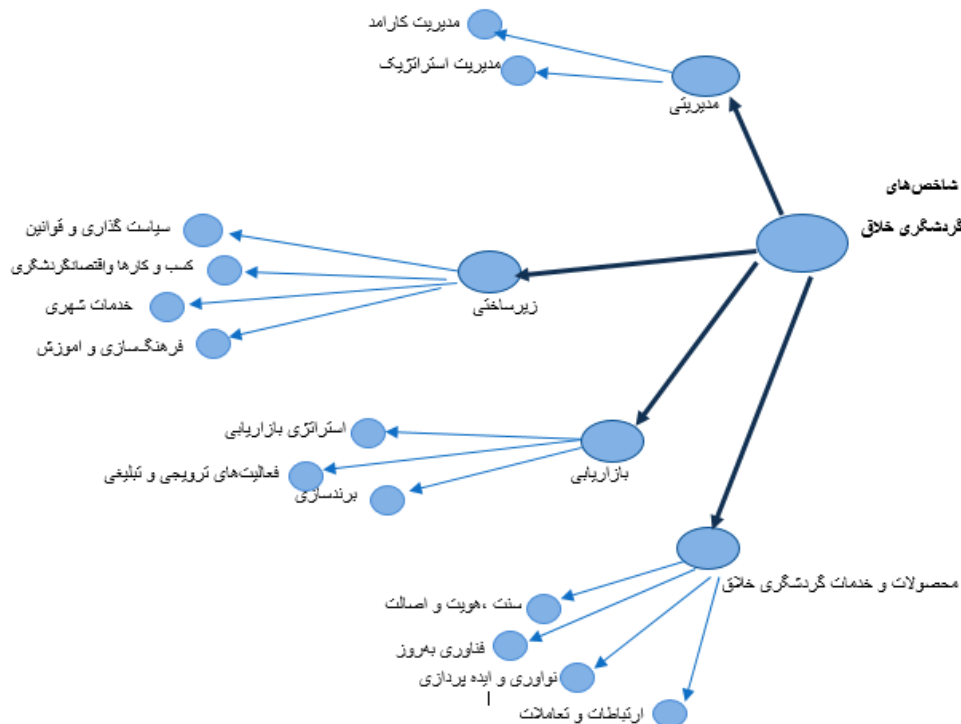 شاخص‌های
گردشگری خلاق
مدیریتی
مدیریت کارامد
مدیریت استراتژیک
زیرساختی
سیاست گذاری و قوانین
کسب و کارها واقتصادگردشگری
خدمات شهری
فرهنگ‌سازی و اموزش
بازاریابی
استراتژی بازاریابی
فعالیت‌های ترویجی و تبلیغی
برندسازی
محصولات و خدمات گردشگری خلاق
سنت ،هویت و اصالت
فناوری به‌روز
نواوری و ایده پردازی
ارتباطات و تعاملات